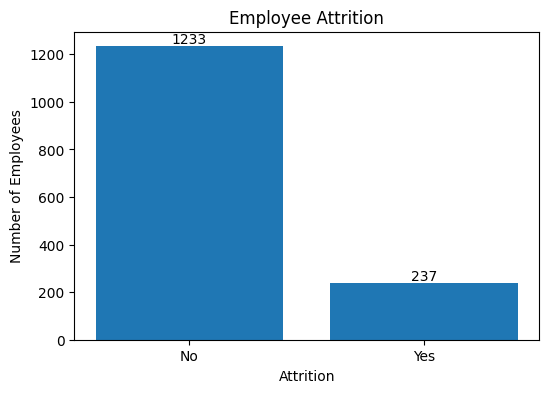 Employee Attrition
1233
237
Number of Employees
1200
1000
800
600
400
200
0
No
Yes
Attrition